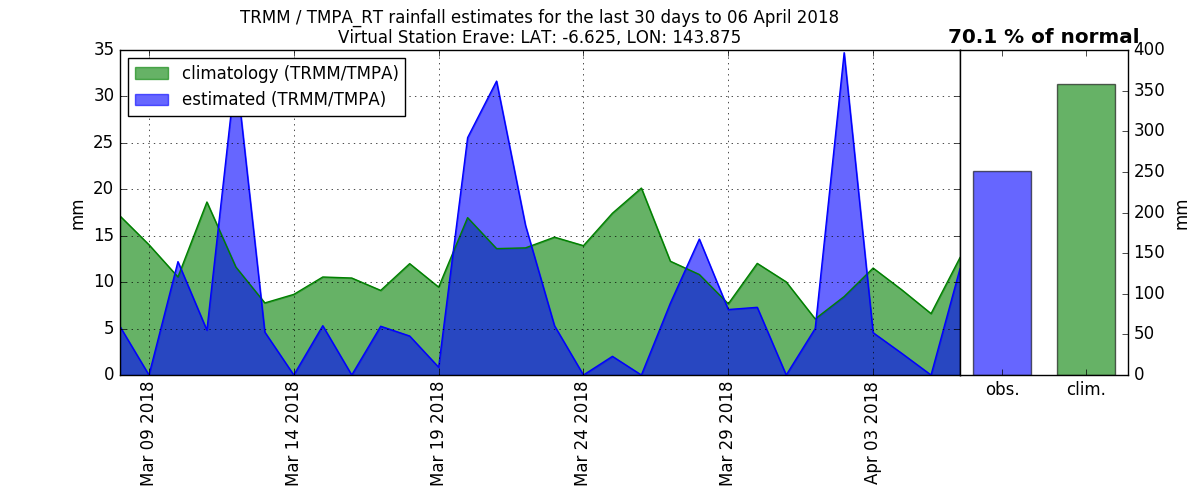 TRMM / TMPA_RT rainfall estimates for the last 30 days to 06 April 2018
Virtual Station Erave: LAT: -6.625, LON: 143.875
70.1 % of normal
climatology (TRMM/TMPA)
estimated (TRMM/TMPA)
35
30
25
20
15
10
5
0
mm
Mar 09 2018
Mar 14 2018
Mar 19 2018
Mar 24 2018
Mar 29 2018
Apr 03 2018
400
350
300
250
200
150
100
50
0
mm
obs.
clim.